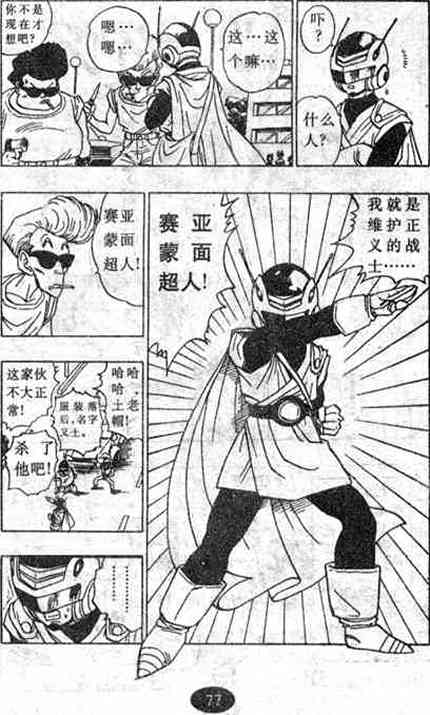 吓?
什么
人?
这…这
个嘛…
嗯…
嗯…
你不是
现在才
想吧?
我就是
维护正
义的战
士……
赛亚
蒙面
超人!
赛亚
蒙面
超人!
哈哈
哈,老
土帽!
服装落
后,名字
又土。
这家伙
不大正
常!
杀了
他吧!
…………
77